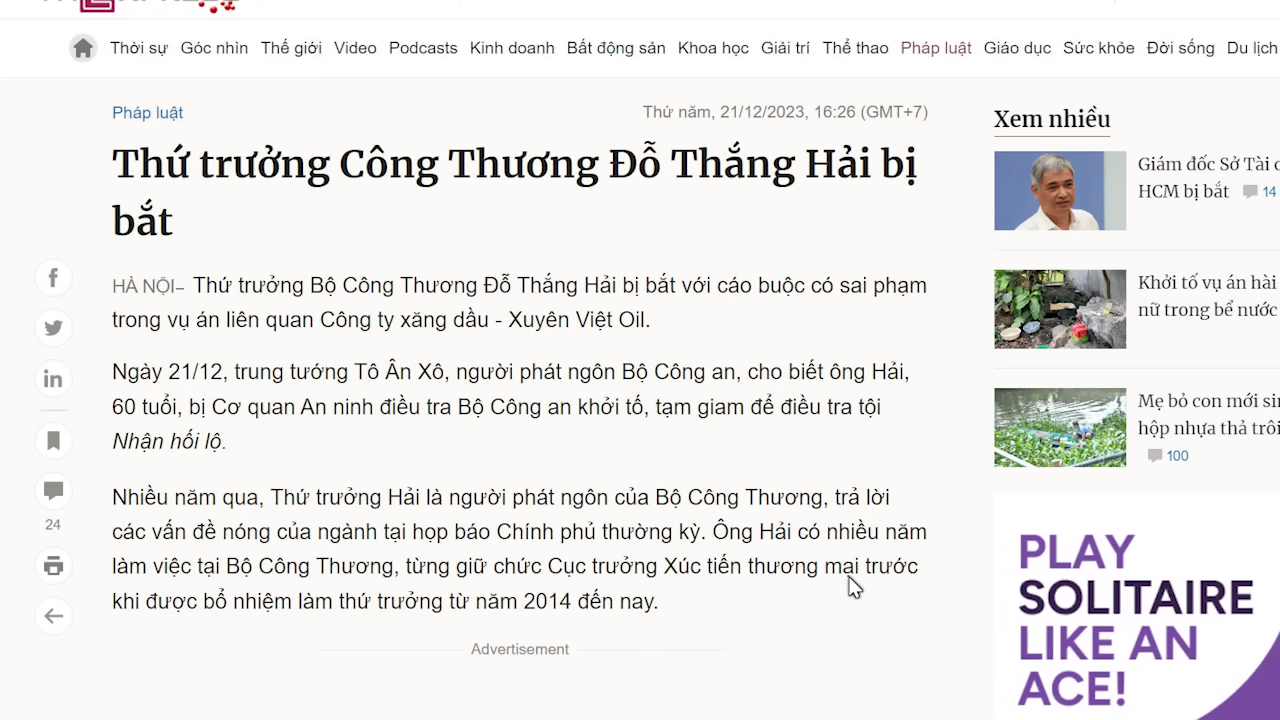 Thời sự Góc nhìn Thế giới Video Podcasts Kinh doanh Bất động sản Khoa học Giải trí Thể thao Pháp luật Giáo dục Sức khỏe Đời sống Du lịch
Pháp luật
Thứ năm, 21/12/2023, 16:26 (GMT+7)
Thứ trưởng Công Thương Đỗ Thắng Hải bị
bắt
HÀ NỘI– Thứ trưởng Bộ Công Thương Đỗ Thắng Hải bị bắt với cáo buộc có sai phạm
trong vụ án liên quan Công ty xăng dầu - Xuyên Việt Oil.
Ngày 21/12, trung tướng Tô Ân Xô, người phát ngôn Bộ Công an, cho biết ông Hải,
60 tuổi, bị Cơ quan An ninh điều tra Bộ Công an khởi tố, tạm giam để điều tra tội
Nhận hối lộ.
Nhiều năm qua, Thứ trưởng Hải là người phát ngôn của Bộ Công Thương, trả lời
các vấn đề nóng của ngành tại họp báo Chính phủ thường kỳ. Ông Hải có nhiều năm
làm việc tại Bộ Công Thương, từng giữ chức Cục trưởng Xúc tiến thương mại trước
khi được bổ nhiệm làm thứ trưởng từ năm 2014 đến nay.
Advertisement
24
Xem nhiều
Giám đốc Sở Tài
HCM bị bắt 14
Khởi tố vụ án hài
nữ trong bể nước
Mẹ bỏ con mới
hộp nhựa thả trôi
100
PLAY
SOLITAIRE
LIKE AN
ACE!